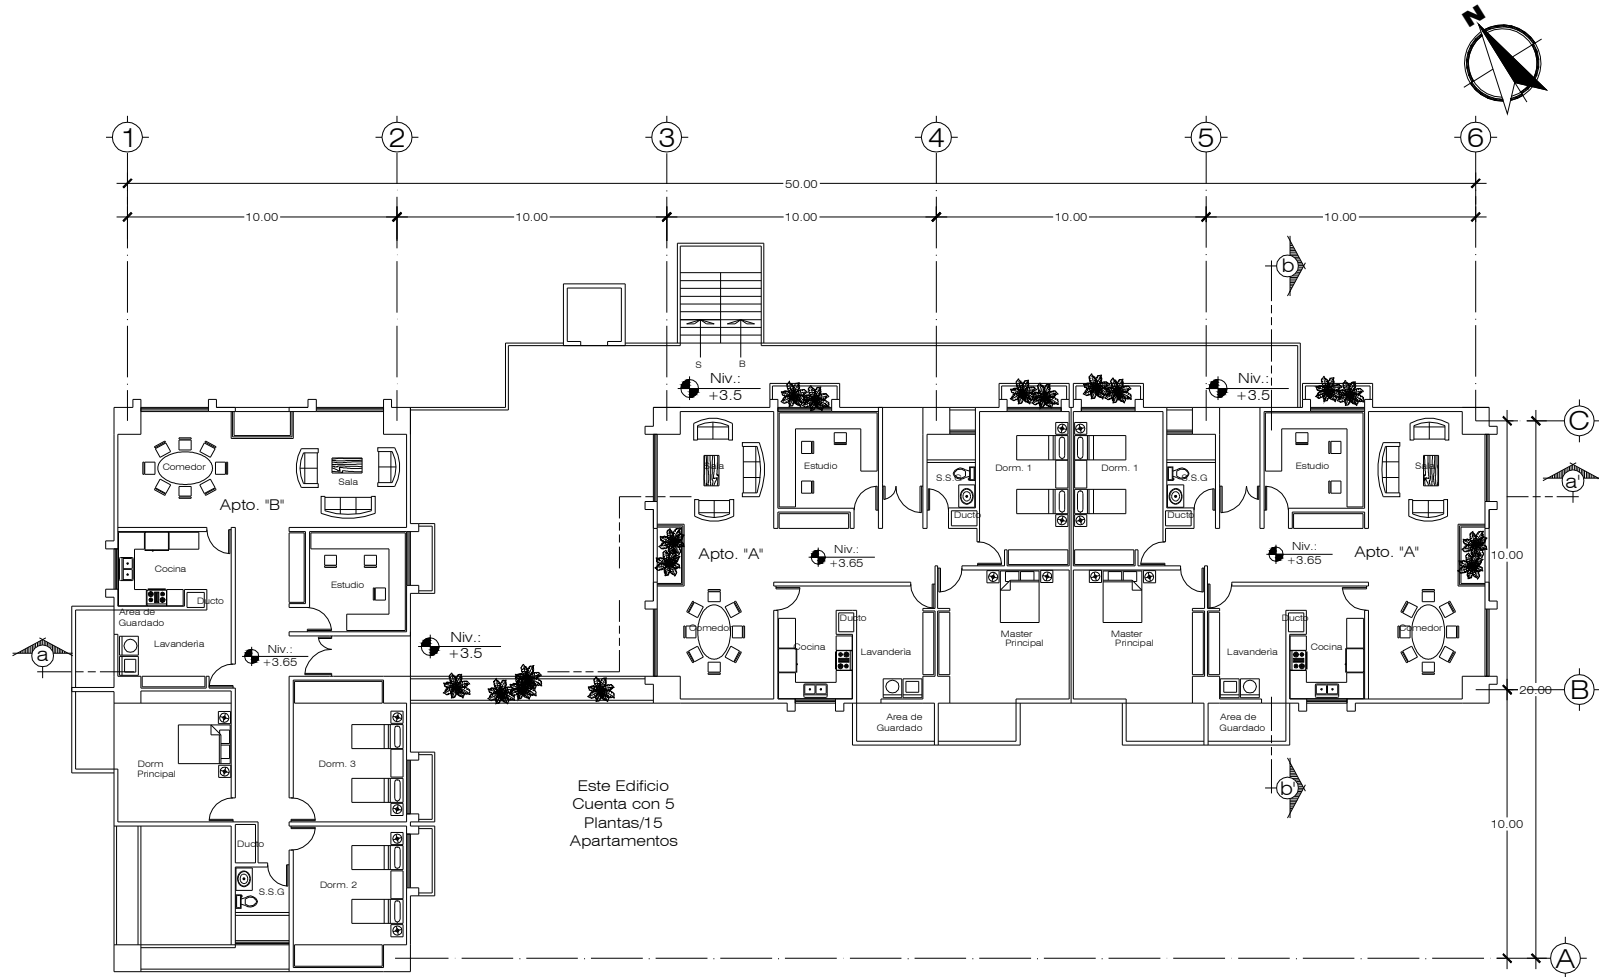 N
1
2
3
4
5
6
50.00
10.00
10.00
10.00
10.00
10.00
b
S
B
Niv.:
+3.5
Niv.:
+3.5
C
Comedor
Sala
Apto. "B"
Sala
Estudio
S.S.G
Dorm. 1
Dorm. 1
S.S.G
Estudio
Sala
a'
Ducto
Ducto
Apto. "A"
Niv.:
+3.65
Niv.:
+3.65
Apto. "A"
10.00
Cocina
Estudio
Ducto
Area de
Guardado
Lavandería
Niv.:
+3.65
Niv.:
+3.5
a
Comedor
Cocina
Ducto
Lavandería
Master
Principal
Master
Principal
Lavandería
Ducto
Cocina
Comedor
20.00
B
Area de
Guardado
Area de
Guardado
Dorm
Principal
Dorm. 3
b'
Este Edificio
Cuenta con 5
Plantas/15
Apartamentos
10.00
Ducto
S.S.G
Dorm. 2
A